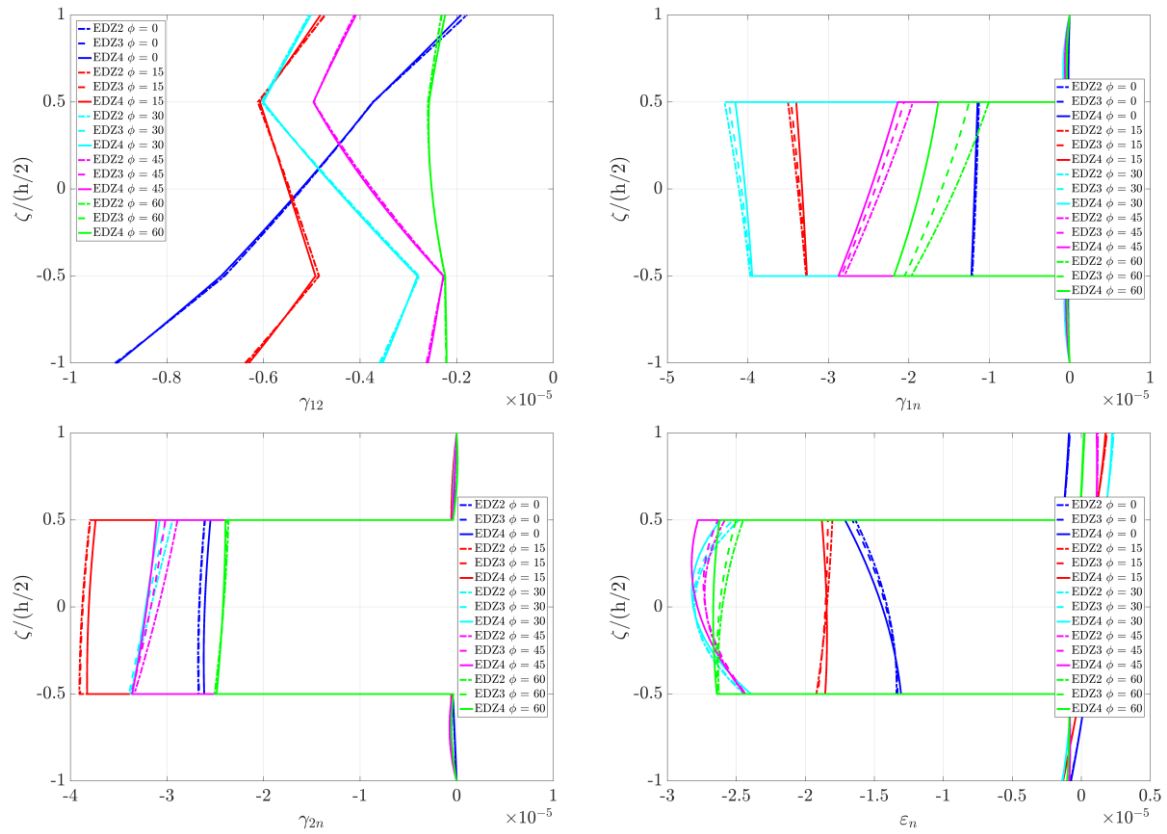 EDZ2 ϕ = 0
EDZ3 ϕ = 0
EDZ4 ϕ = 0
EDZ2 ϕ = 15
EDZ3 ϕ = 15
EDZ4 ϕ = 15
EDZ2 ϕ = 30
EDZ3 ϕ = 30
EDZ4 ϕ = 30
EDZ2 ϕ = 45
EDZ3 ϕ = 45
EDZ4 ϕ = 45
EDZ2 ϕ = 60
EDZ3 ϕ = 60
EDZ4 ϕ = 60
1
0.5
0
-0.5
-1
ζ/(h/2)
-1 -0.8 -0.6 -0.4 -0.2 0
×10⁻⁵
γ₁₂
EDZ2 ϕ = 0
EDZ3 ϕ = 0
EDZ4 ϕ = 0
EDZ2 ϕ = 15
EDZ3 ϕ = 15
EDZ4 ϕ = 15
EDZ2 ϕ = 30
EDZ3 ϕ = 30
EDZ4 ϕ = 30
EDZ2 ϕ = 45
EDZ3 ϕ = 45
EDZ4 ϕ = 45
EDZ2 ϕ = 60
EDZ3 ϕ = 60
EDZ4 ϕ = 60
1
0.5
0
-0.5
-1
ζ/(h/2)
-5 -4 -3 -2 -1 0 1
×10⁻⁵
γ₁ₙ
EDZ2 ϕ = 0
EDZ3 ϕ = 0
EDZ4 ϕ = 0
EDZ2 ϕ = 15
EDZ3 ϕ = 15
EDZ4 ϕ = 15
EDZ2 ϕ = 30
EDZ3 ϕ = 30
EDZ4 ϕ = 30
EDZ2 ϕ = 45
EDZ3 ϕ = 45
EDZ4 ϕ = 45
EDZ2 ϕ = 60
EDZ3 ϕ = 60
EDZ4 ϕ = 60
1
0.5
0
-0.5
-1
ζ/(h/2)
-4 -3 -2 -1 0 1
×10⁻⁵
γ₂ₙ
EDZ2 ϕ = 0
EDZ3 ϕ = 0
EDZ4 ϕ = 0
EDZ2 ϕ = 15
EDZ3 ϕ = 15
EDZ4 ϕ = 15
EDZ2 ϕ = 30
EDZ3 ϕ = 30
EDZ4 ϕ = 30
EDZ2 ϕ = 45
EDZ3 ϕ = 45
EDZ4 ϕ = 45
EDZ2 ϕ = 60
EDZ3 ϕ = 60
EDZ4 ϕ = 60
1
0.5
0
-0.5
-1
ζ/(h/2)
-3 -2.5 -2 -1.5 -1 -0.5 0 0.5
×10⁻⁵
εₙ